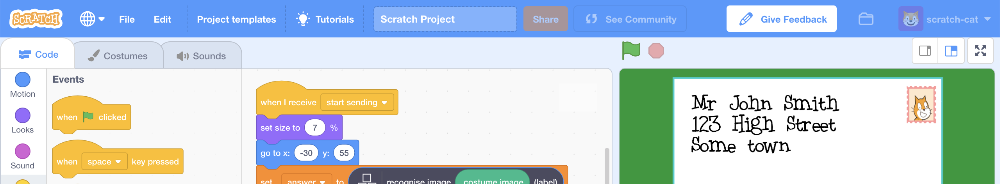 SCRATCH File Edit Project templates Tutorials Scratch Project Share See Community Give Feedback scratch-cat
Code Costumes Sounds
Motion
Looks
Sound
Events
when clicked
when space key pressed
when I receive start sending
set size to 7 %
go to x: -30 y: 55
set answer to recognise image costume image (label)
Mr John Smith
123 High Street
Some town